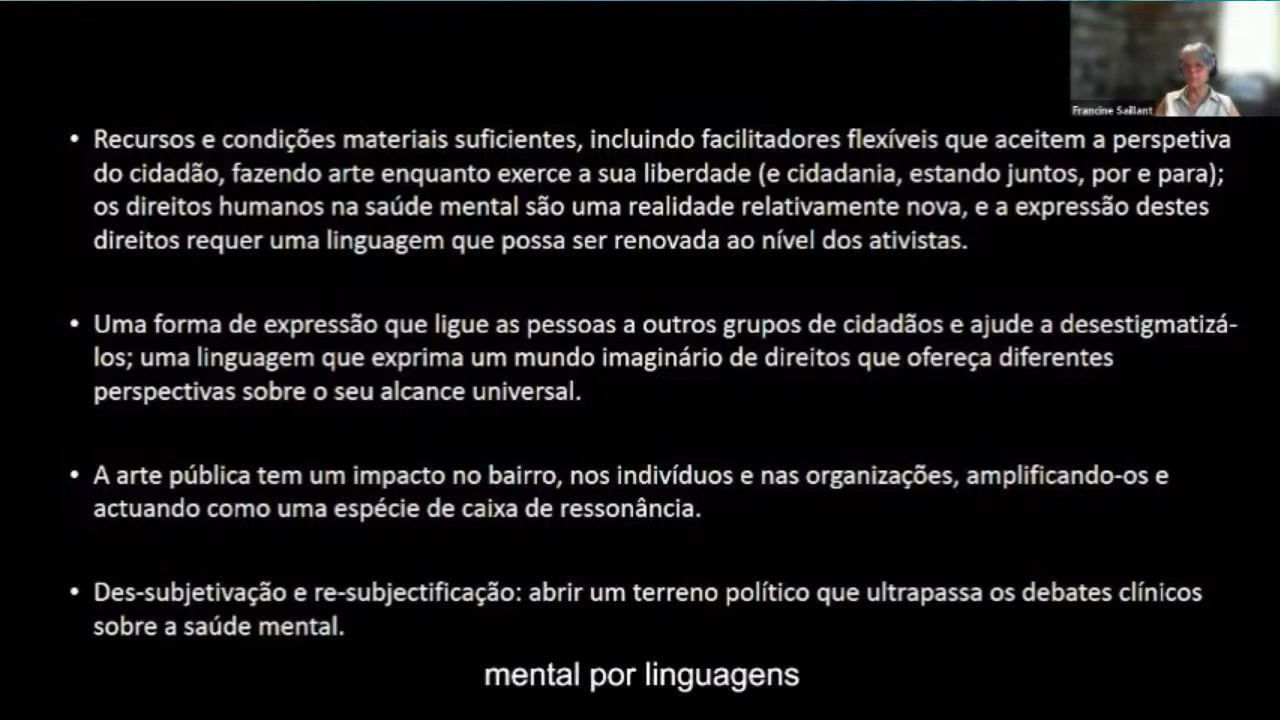 Francine Saillant
• Recursos e condições materiais suficientes, incluindo facilitadores flexíveis que aceitem a perspetiva
do cidadão, fazendo arte enquanto exerce a sua liberdade (e cidadania, estando juntos, por e para);
os direitos humanos na saúde mental são uma realidade relativamente nova, e a expressão destes
direitos requer uma linguagem que possa ser renovada ao nível dos ativistas.
• Uma forma de expressão que ligue as pessoas a outros grupos de cidadãos e ajude a desestigmatizá-
los; uma linguagem que exprima um mundo imaginário de direitos que ofereça diferentes
perspectivas sobre o seu alcance universal.
• A arte pública tem um impacto no bairro, nos indivíduos e nas organizações, amplificando-os e
actuando como uma espécie de caixa de ressonância.
• Des-subjetivação e re-subjectificação: abrir um terreno político que ultrapassa os debates clínicos
sobre a saúde mental.
mental por linguagens